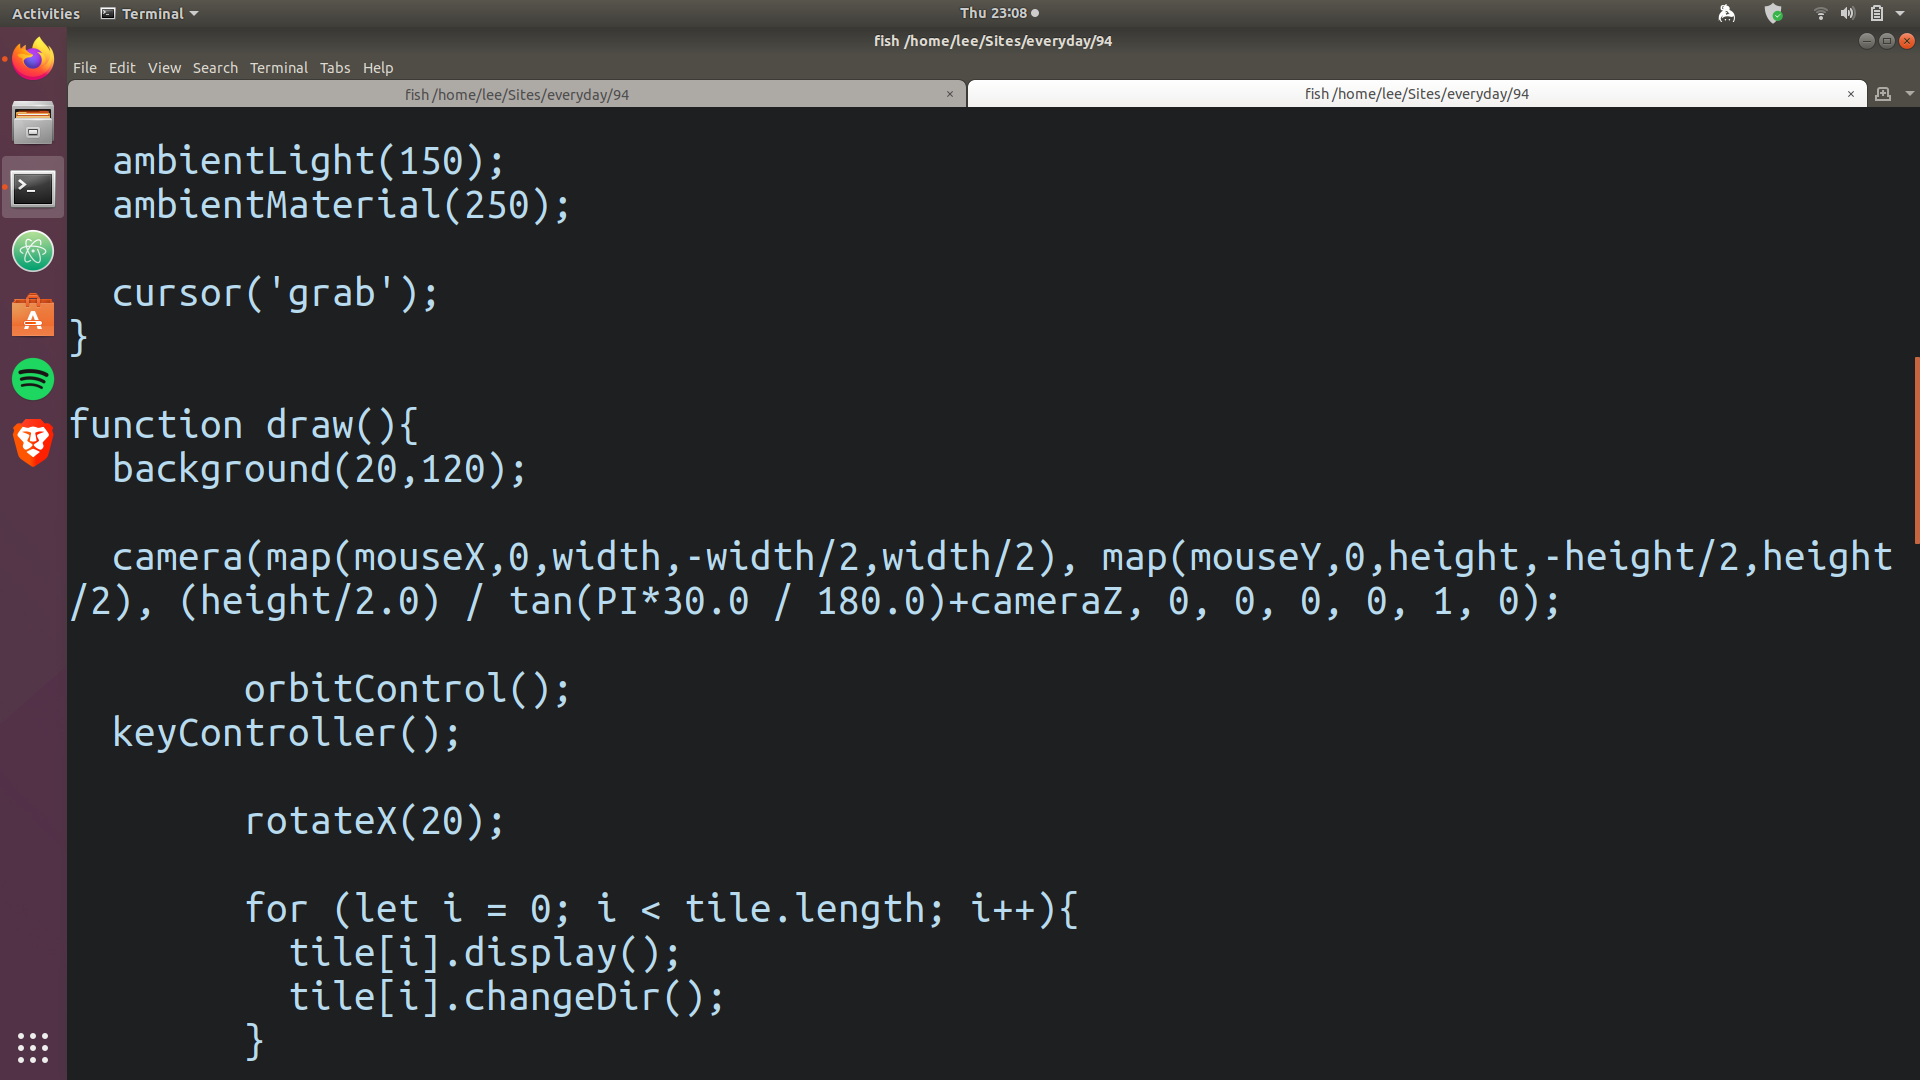 Activities Terminal Thu 23:08
fish /home/lee/Sites/everyday/94
File Edit View Search Terminal Tabs Help
fish /home/lee/Sites/everyday/94 × fish /home/lee/Sites/everyday/94 ×
  ambientLight(150);
  ambientMaterial(250);
  cursor('grab');
}
function draw(){
  background(20,120);
  camera(map(mouseX,0,width,-width/2,width/2), map(mouseY,0,height,-height/2,height
/2), (height/2.0) / tan(PI*30.0 / 180.0)+cameraZ, 0, 0, 0, 0, 1, 0);
        orbitControl();
  keyController();
        rotateX(20);
        for (let i = 0; i < tile.length; i++){
          tile[i].display();
          tile[i].changeDir();
        }